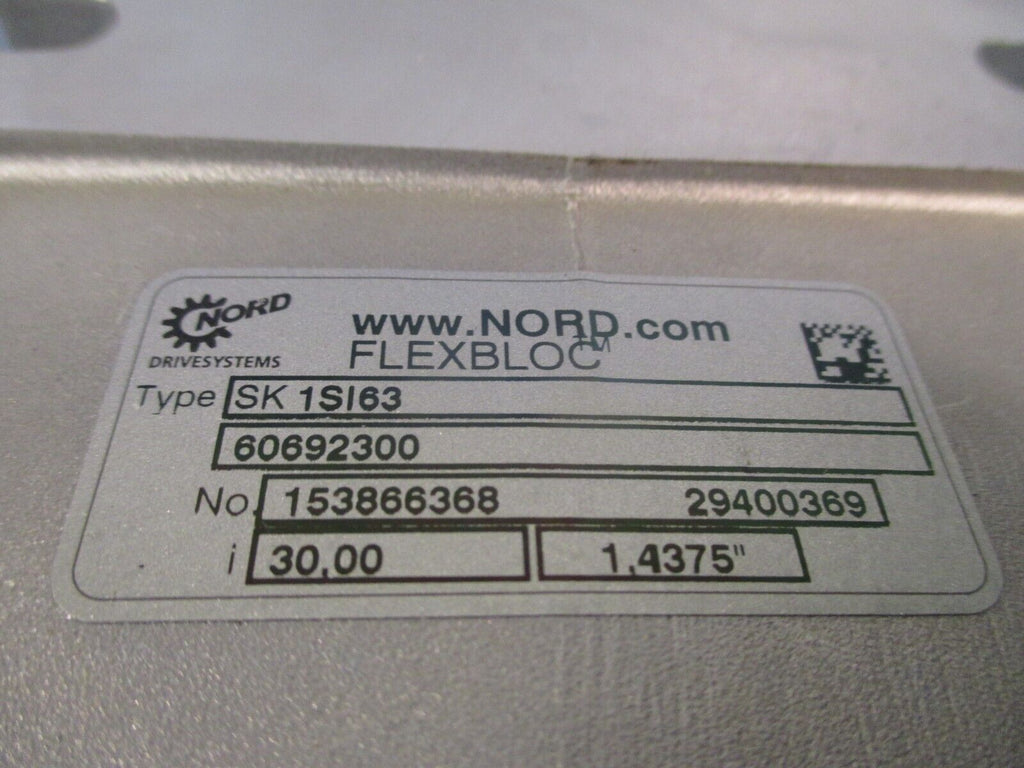 NORD
DRIVESYSTEMS
www.NORD.com
FLEXBLOC™
Type SK 1SI63
60692300
No. 153866368 29400369
i 30,00 1,4375"